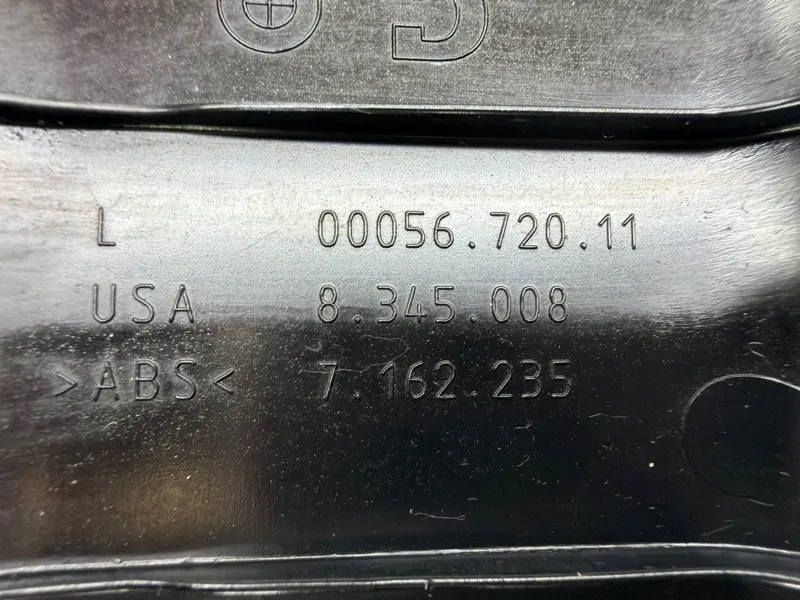 L 00056.720.11
USA 8.345.008
>ABS< 7.162.235